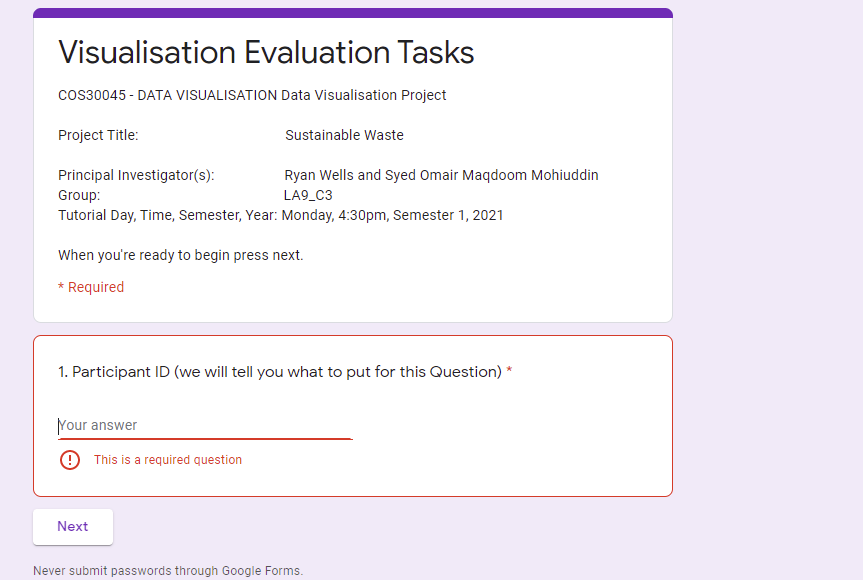 Visualisation Evaluation Tasks
COS30045 - DATA VISUALISATION Data Visualisation Project
Project Title: Sustainable Waste
Principal Investigator(s): Ryan Wells and Syed Omair Maqdoom Mohiuddin
Group: LA9_C3
Tutorial Day, Time, Semester, Year: Monday, 4:30pm, Semester 1, 2021
When you're ready to begin press next.
* Required
1. Participant ID (we will tell you what to put for this Question) *
Your answer
This is a required question
Next
Never submit passwords through Google Forms.